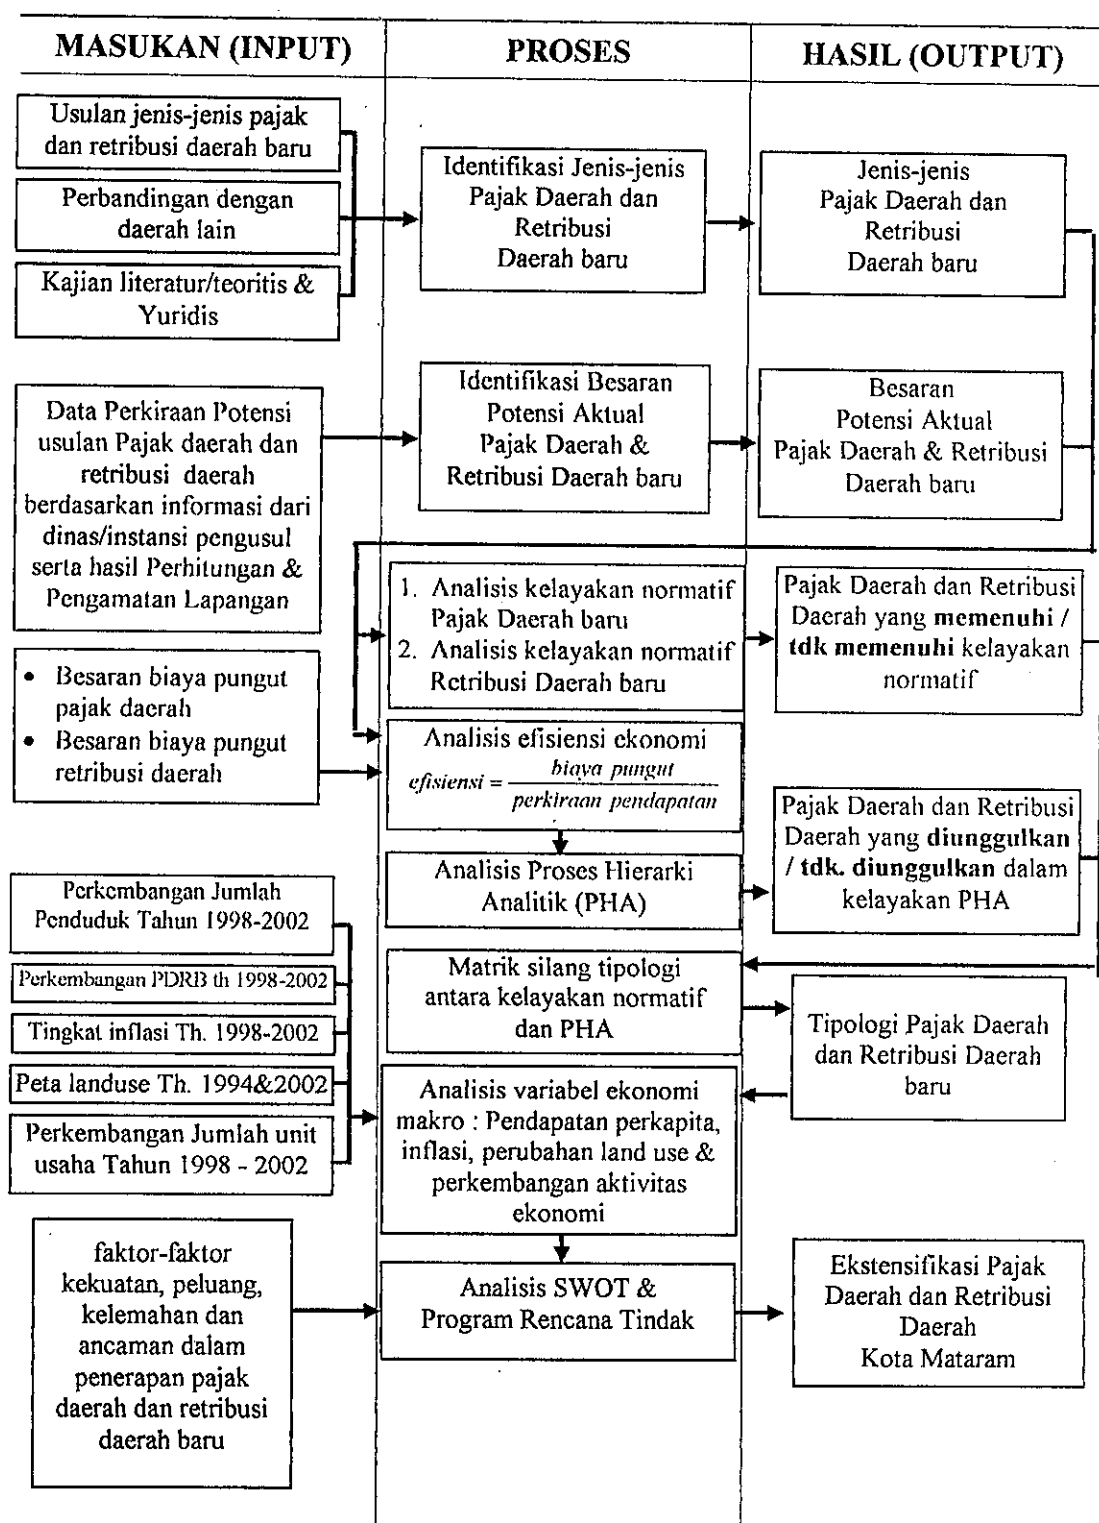 MASUKAN (INPUT)
PROSES
HASIL (OUTPUT)
Usulan jenis-jenis pajak
dan retribusi daerah baru
Perbandingan dengan
daerah lain
Kajian literatur/teoritis &
Yuridis
Identifikasi Jenis-jenis
Pajak Daerah dan
Retribusi
Daerah baru
Jenis-jenis
Pajak Daerah dan
Retribusi
Daerah baru
Data Perkiraan Potensi
usulan Pajak daerah dan
retribusi daerah
berdasarkan informasi dari
dinas/instansi pengusul
serta hasil Perhitungan &
Pengamatan Lapangan
Identifikasi Besaran
Potensi Aktual
Pajak Daerah &
Retribusi Daerah baru
Besaran
Potensi Aktual
Pajak Daerah & Retribusi
Daerah baru
1. Analisis kelayakan normatif
Pajak Daerah baru
2. Analisis kelayakan normatif
Retribusi Daerah baru
Pajak Daerah dan Retribusi
Daerah yang memenuhi /
tdk memenuhi kelayakan
normatif
• Besaran biaya pungut
pajak daerah
• Besaran biaya pungut
retribusi daerah
Analisis efisiensi ekonomi
efisiensi = biaya pungut
perkiraan pendapatan
Analisis Proses Hierarki
Analitik (PHA)
Pajak Daerah dan Retribusi
Daerah yang diunggulkan
/ tdk. diunggulkan dalam
kelayakan PHA
Perkembangan Jumlah
Penduduk Tahun 1998-2002
Perkembangan PDRB th 1998-2002
Tingkat inflasi Th. 1998-2002
Peta landuse Th. 1994&2002
Perkembangan Jumlah unit
usaha Tahun 1998 - 2002
Matrik silang tipologi
antara kelayakan normatif
dan PHA
Tipologi Pajak Daerah
dan Retribusi Daerah
baru
Analisis variabel ekonomi
makro : Pendapatan perkapita,
inflasi, perubahan land use &
perkembangan aktivitas
ekonomi
faktor-faktor
kekuatan, peluang,
kelemahan dan
ancaman dalam
penerapan pajak
daerah dan retribusi
daerah baru
Analisis SWOT &
Program Rencana Tindak
Ekstensifikasi Pajak
Daerah dan Retribusi
Daerah
Kota Mataram